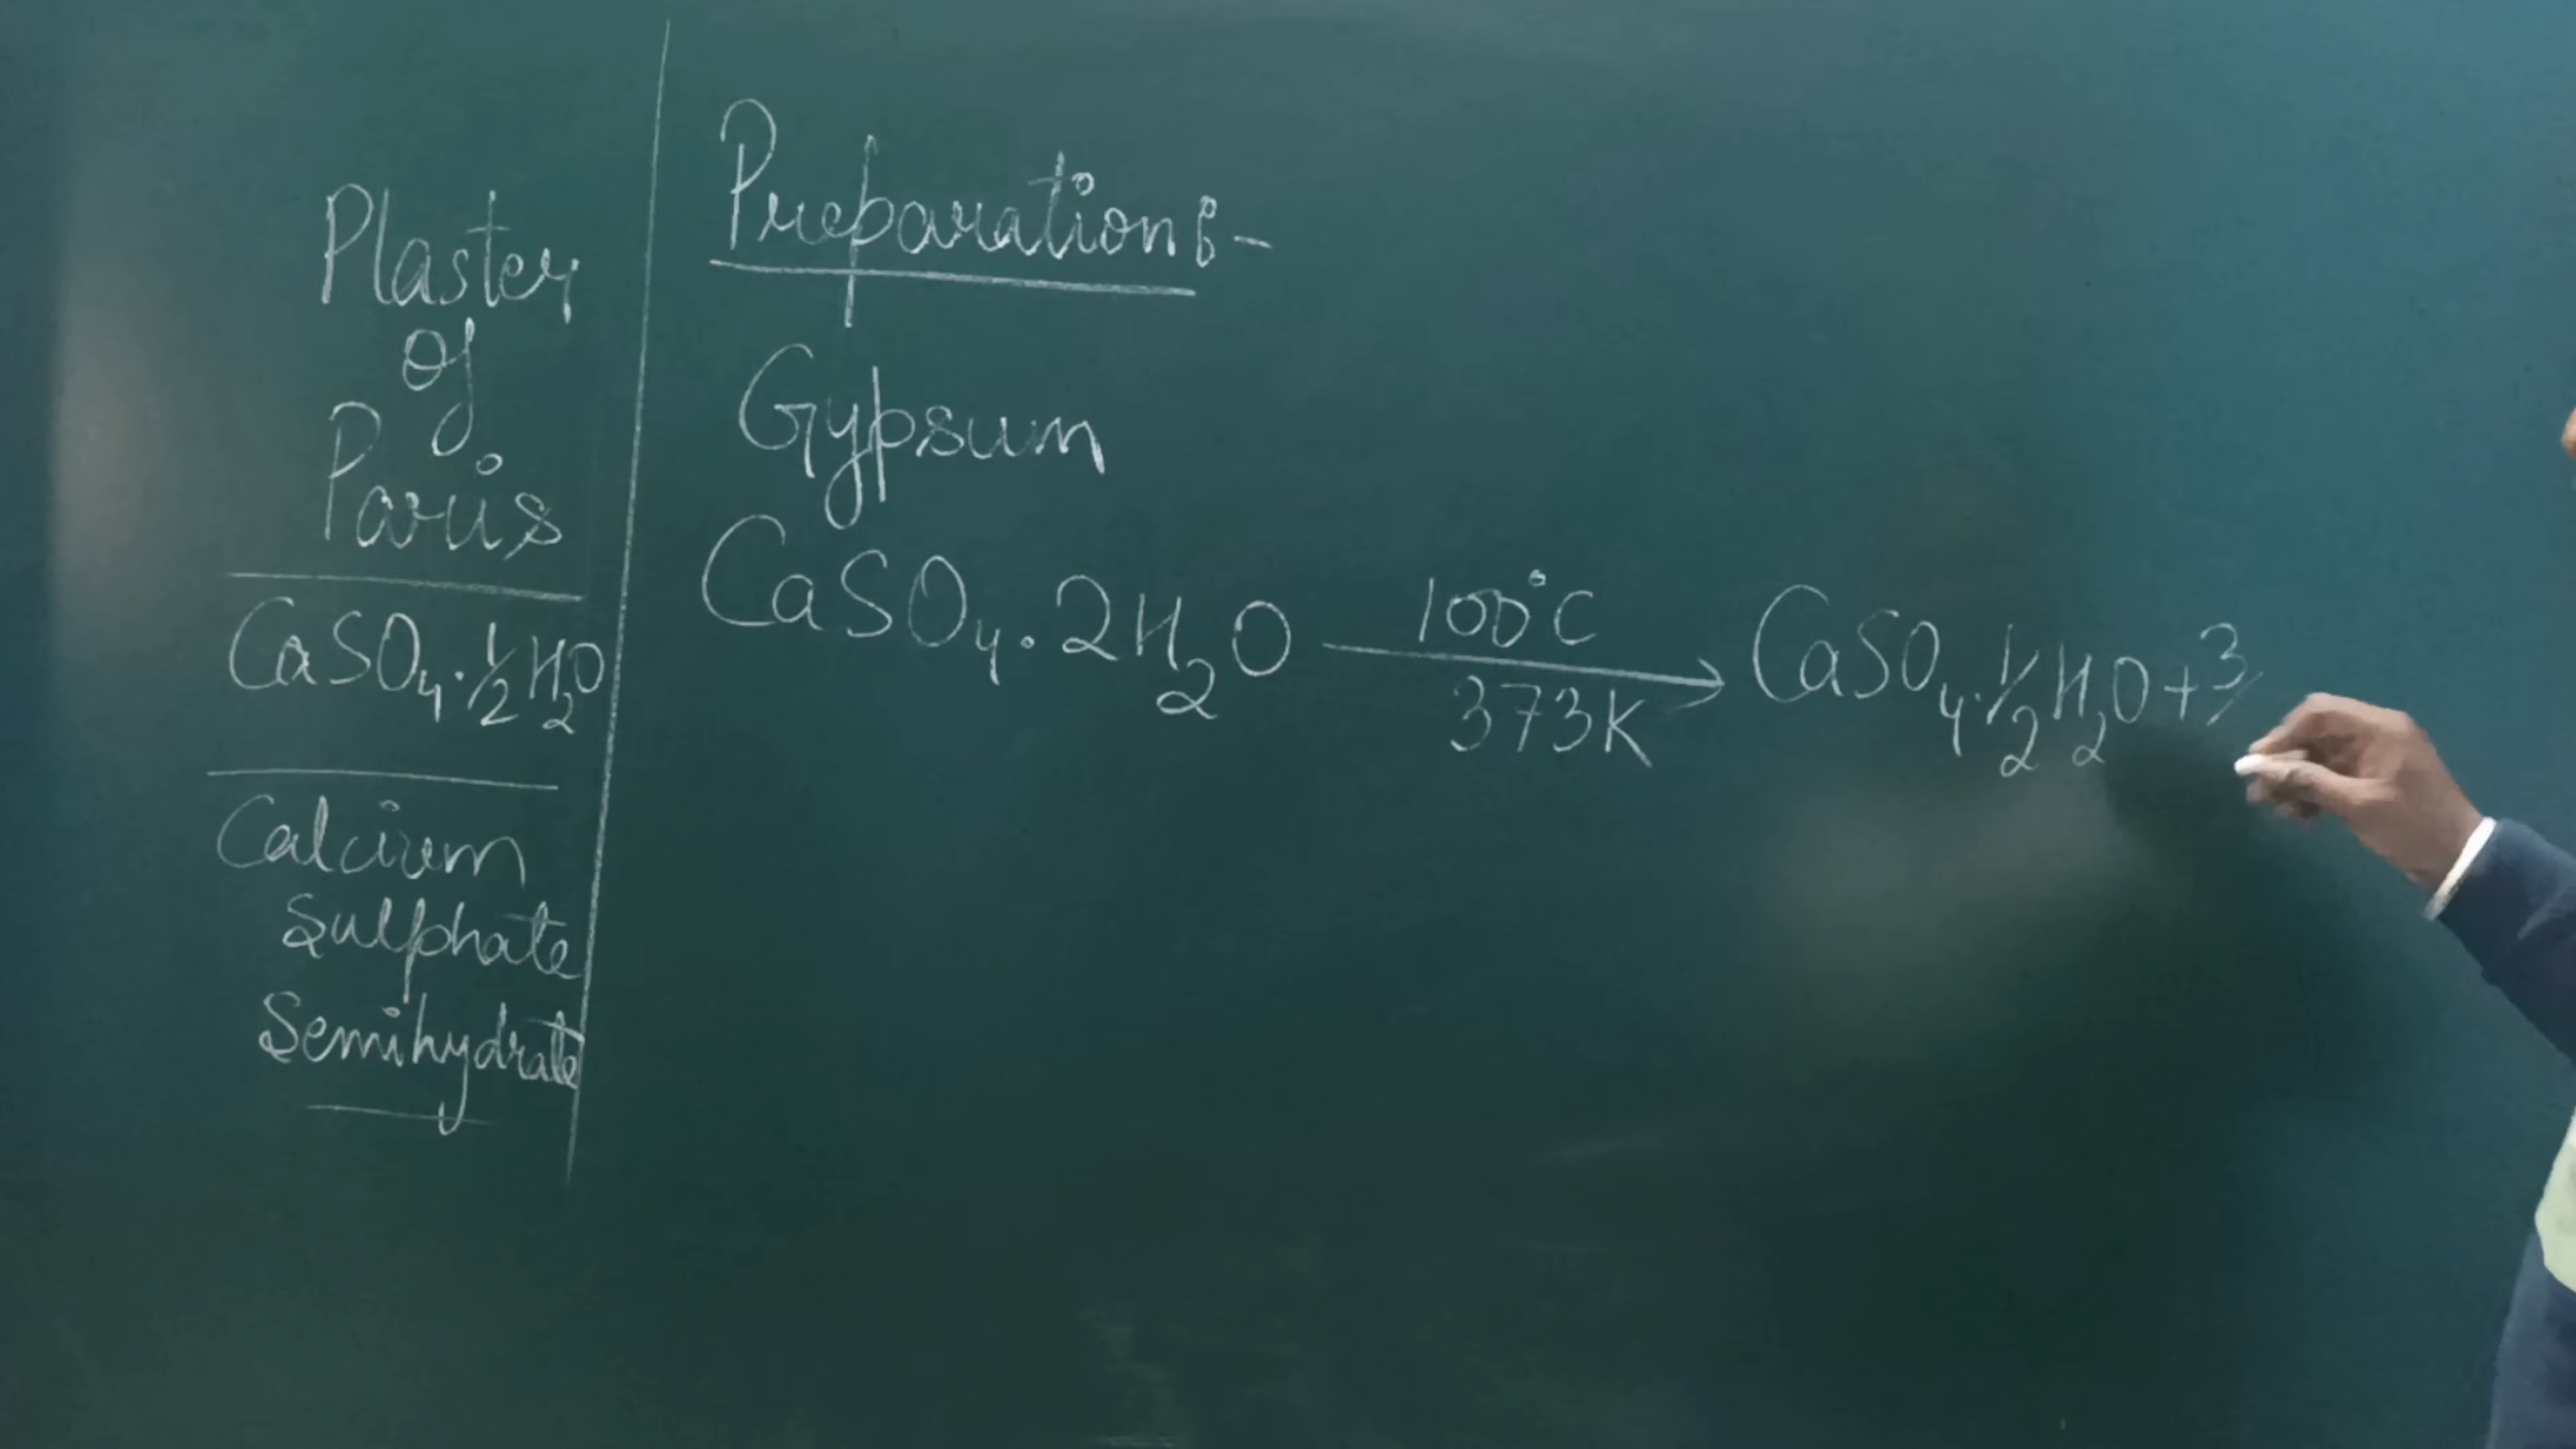 Plaster
of
Paris
CaSO₄·1/2H₂O
Calcium
Sulphate
Semihydrate
Preparation:-
Gypsum
CaSO₄·2H₂O 100°C 373K → CaSO₄·1/2H₂O+3/